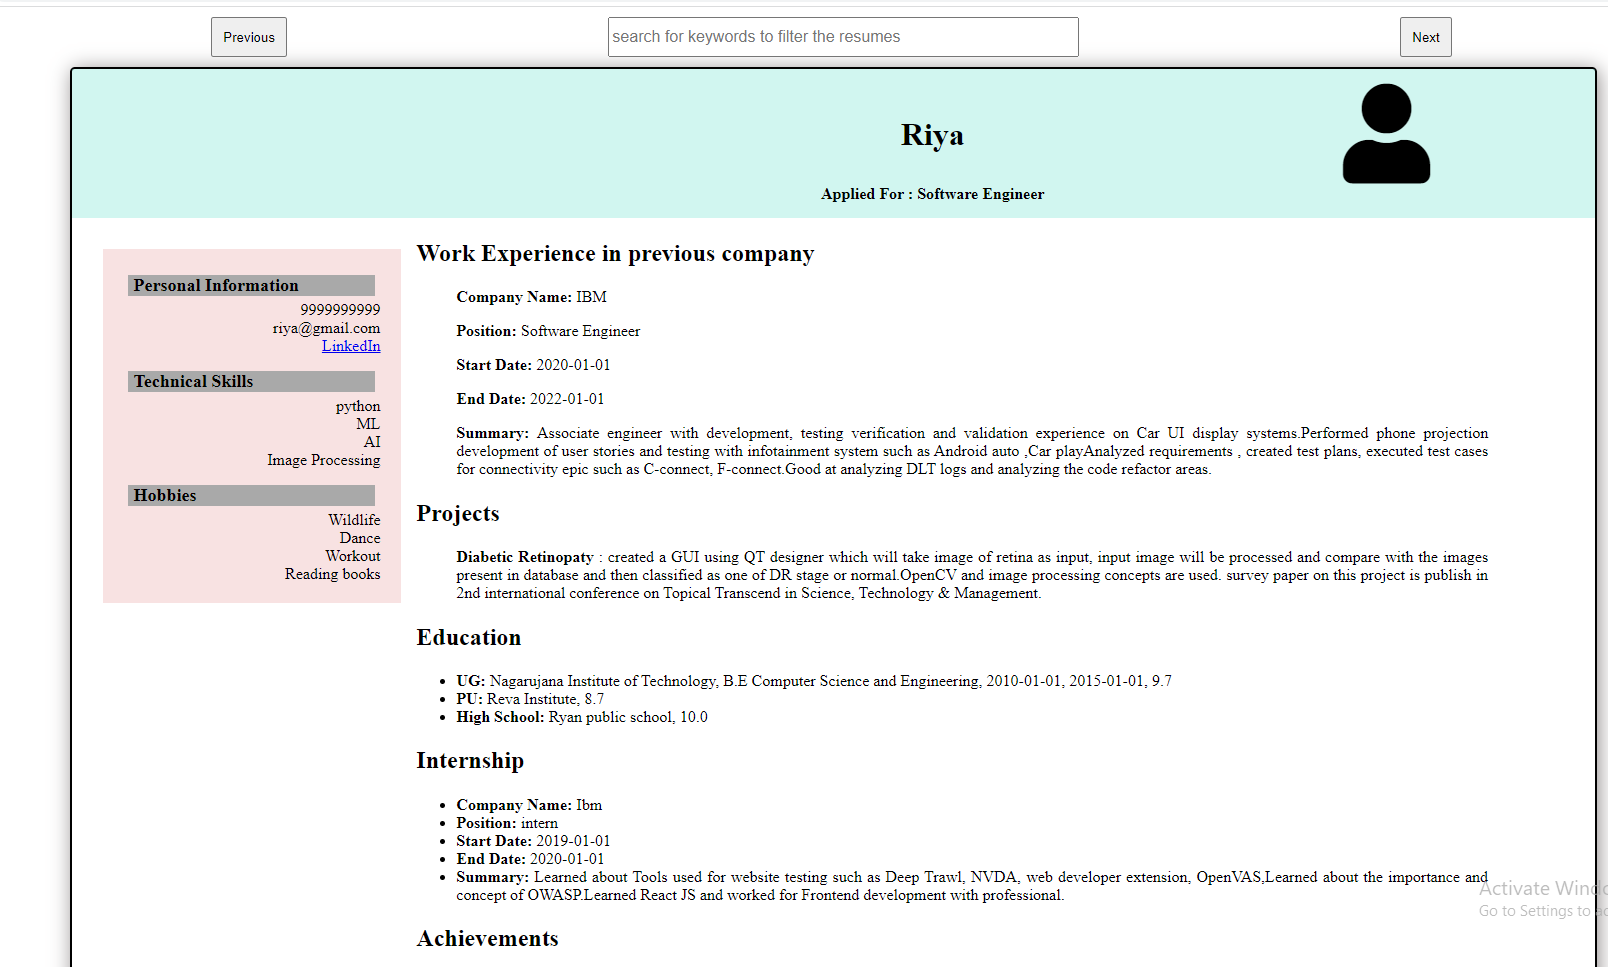 Previous
search for keywords to filter the resumes
Next
Riya
Applied For : Software Engineer
Personal Information
9999999999
riya@gmail.com
LinkedIn
Technical Skills
python
ML
AI
Image Processing
Hobbies
Wildlife
Dance
Workout
Reading books
Work Experience in previous company
Company Name: IBM
Position: Software Engineer
Start Date: 2020-01-01
End Date: 2022-01-01
Summary: Associate engineer with development, testing verification and validation experience on Car UI display systems.Performed phone projection
development of user stories and testing with infotainment system such as Android auto ,Car playAnalyzed requirements , created test plans, executed test cases
for connectivity epic such as C-connect, F-connect.Good at analyzing DLT logs and analyzing the code refactor areas.
Projects
Diabetic Retinopaty : created a GUI using QT designer which will take image of retina as input, input image will be processed and compare with the images
present in database and then classified as one of DR stage or normal.OpenCV and image processing concepts are used. survey paper on this project is publish in
2nd international conference on Topical Transcend in Science, Technology & Management.
Education
• UG: Nagarujana Institute of Technology, B.E Computer Science and Engineering, 2010-01-01, 2015-01-01, 9.7
• PU: Reva Institute, 8.7
• High School: Ryan public school, 10.0
Internship
• Company Name: Ibm
• Position: intern
• Start Date: 2019-01-01
• End Date: 2020-01-01
• Summary: Learned about Tools used for website testing such as Deep Trawl, NVDA, web developer extension, OpenVAS,Learned about the importance and
concept of OWASP.Learned React JS and worked for Frontend development with professional.
Achievements
Activate
Go to Settings to